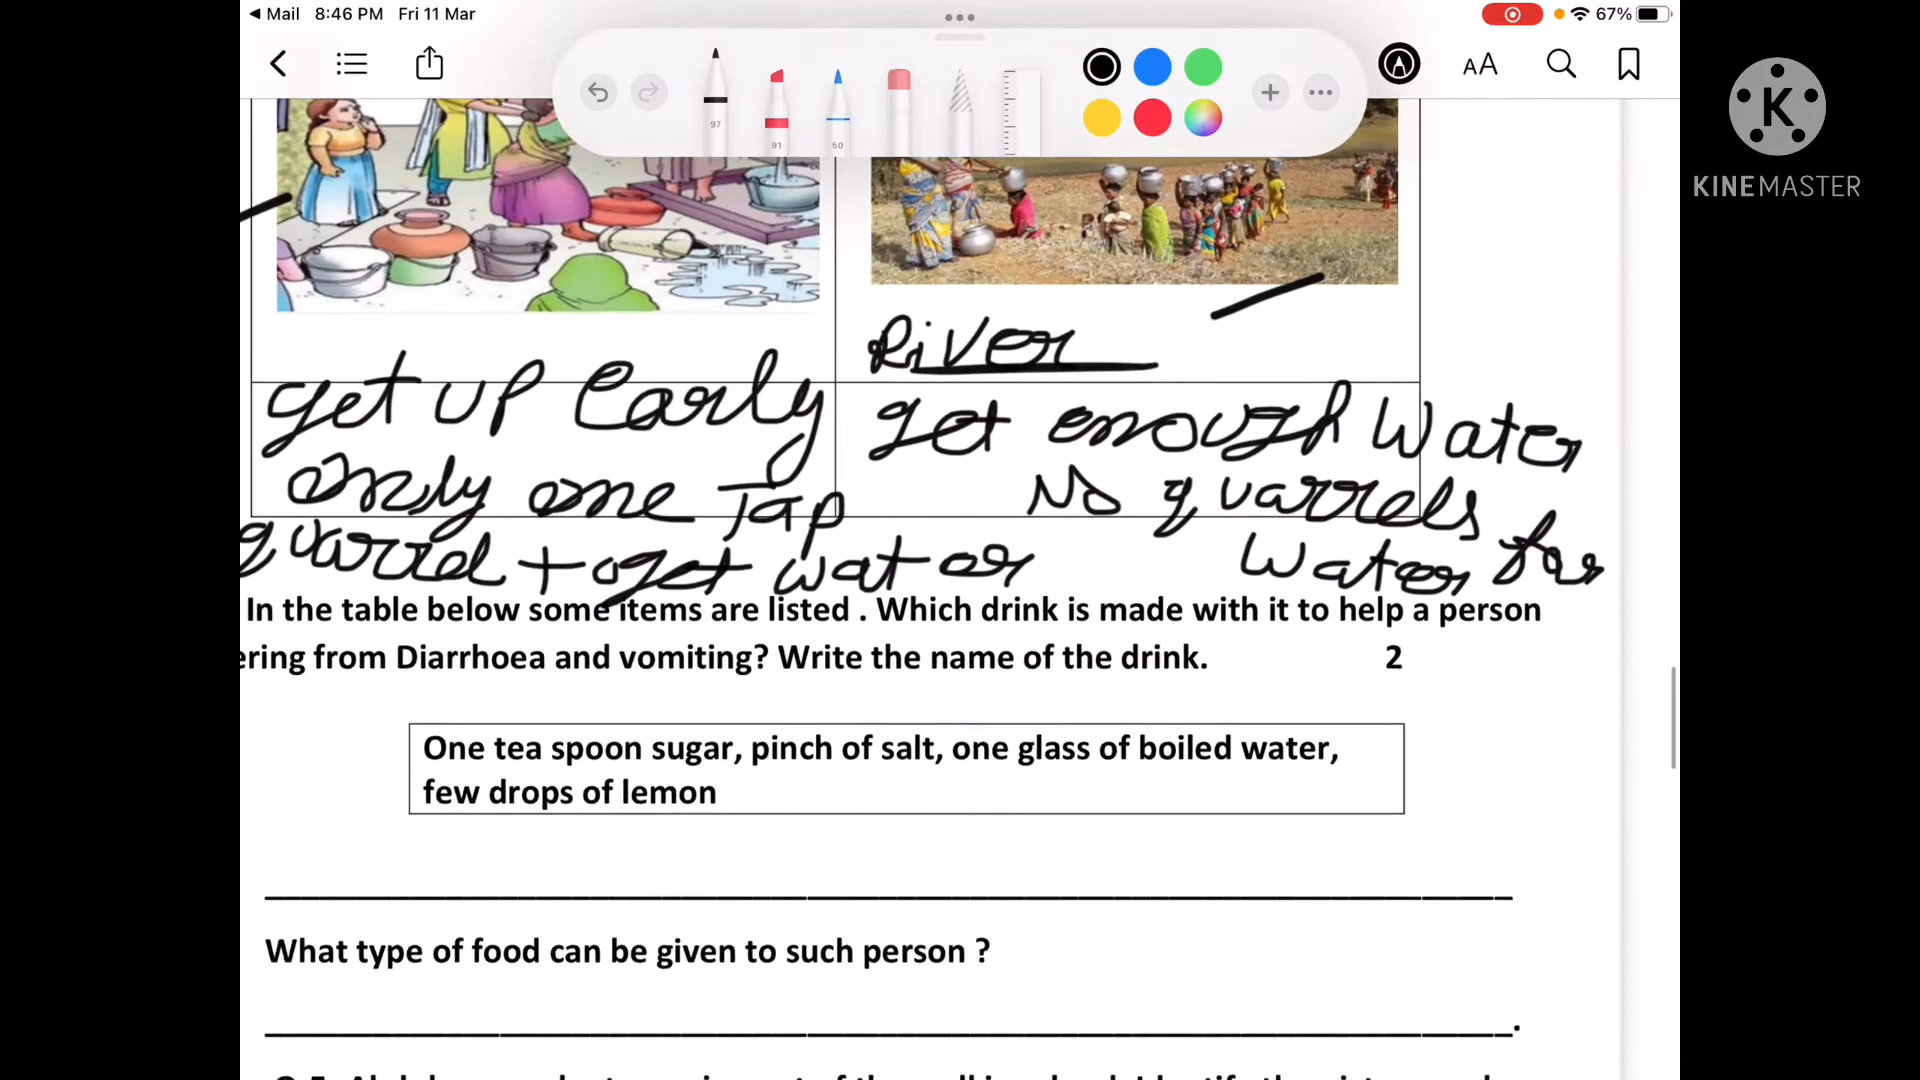 Mail 8:46 PM Fri 11 Mar
67%
AA
97
91
50
K
KINEMASTER
River
get up Early
get enough Water
only one Tap
No quarrels
quarrel to get water
Water for
In the table below some items are listed . Which drink is made with it to help a person
ering from Diarrhoea and vomiting? Write the name of the drink. 2
One tea spoon sugar, pinch of salt, one glass of boiled water,
few drops of lemon
What type of food can be given to such person ?
.